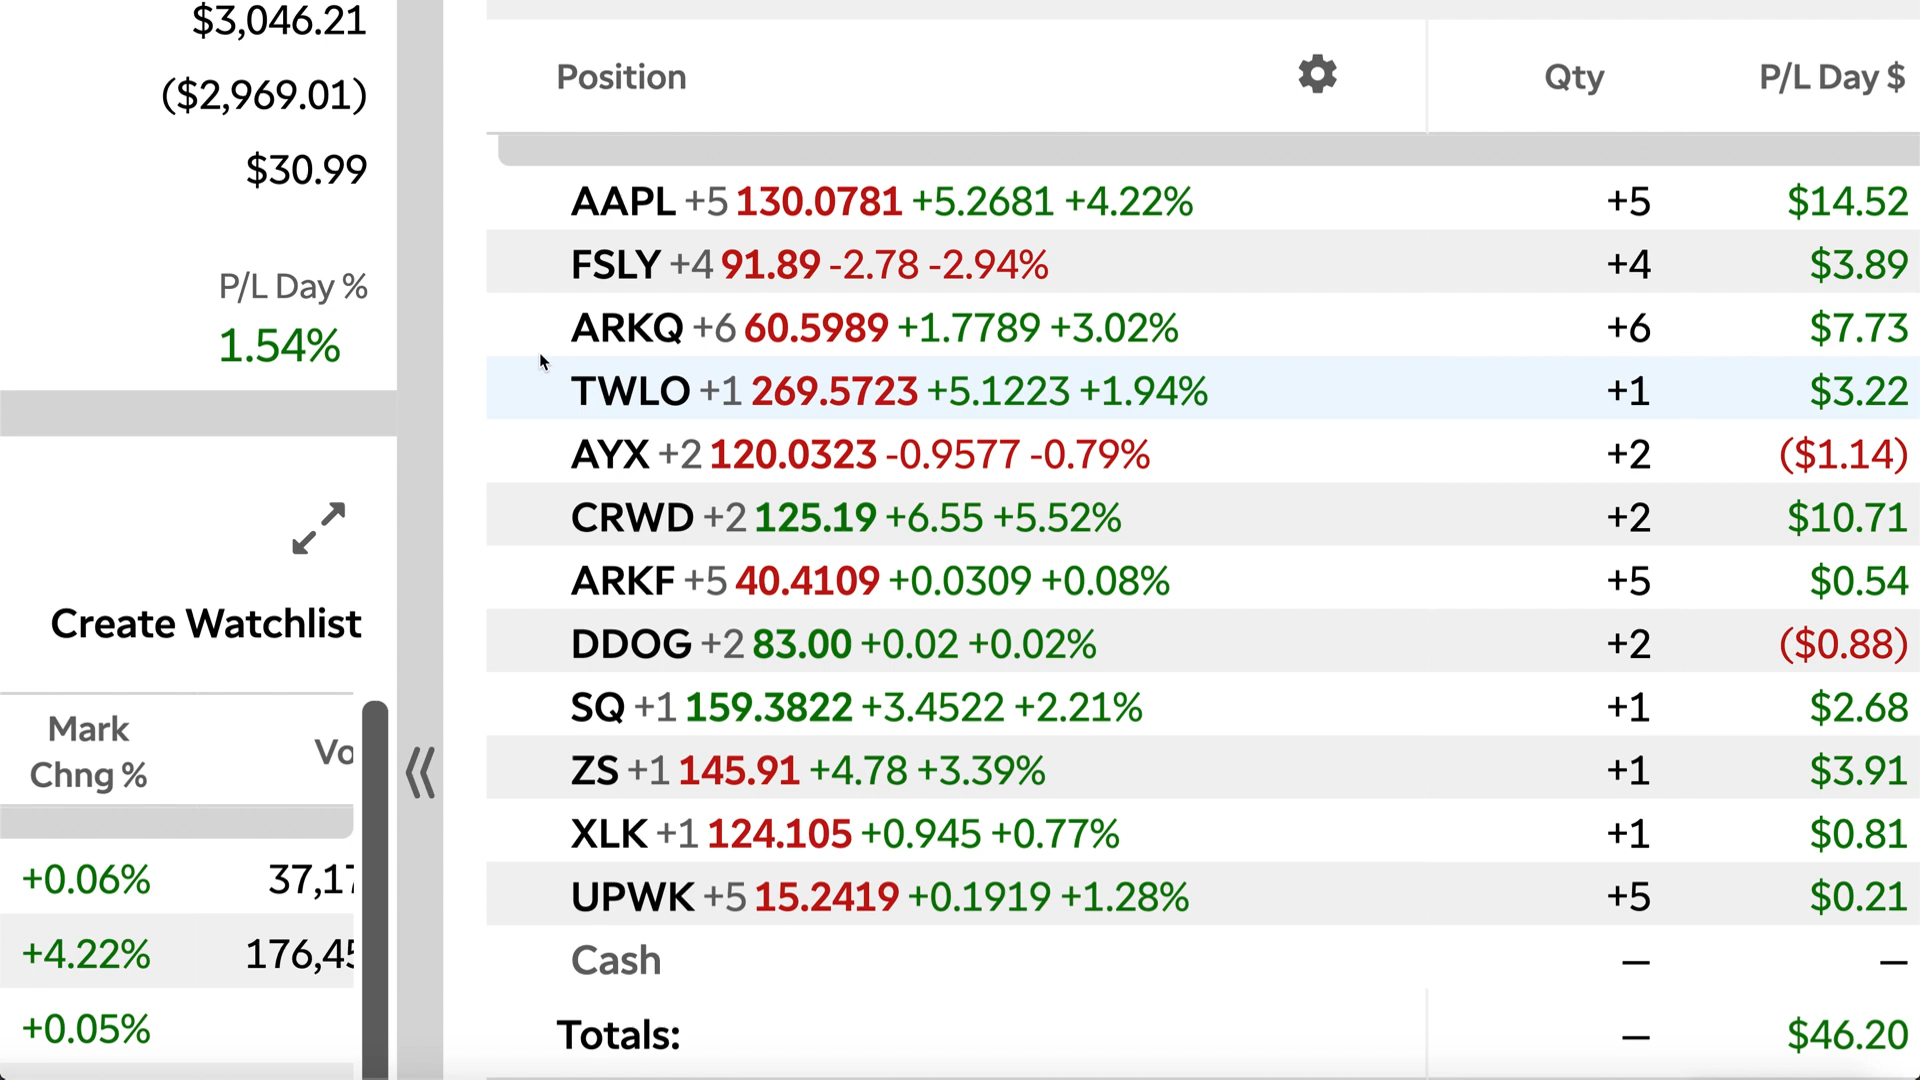 $3,046.21
($2,969.01)
$30.99
P/L Day %
1.54%
Create Watchlist
Mark
Chng %
+0.06%
+4.22%
+0.05%
Position Qty P/L Day $
AAPL +5 130.0781 +5.2681 +4.22% +5 $14.52
FSLY +4 91.89 -2.78 -2.94% +4 $3.89
ARKQ +6 60.5989 +1.7789 +3.02% +6 $7.73
TWLO +1 269.5723 +5.1223 +1.94% +1 $3.22
AYX +2 120.0323 -0.9577 -0.79% +2 ($1.14)
CRWD +2 125.19 +6.55 +5.52% +2 $10.71
ARKF +5 40.4109 +0.0309 +0.08% +5 $0.54
DDOG +2 83.00 +0.02 +0.02% +2 ($0.88)
SQ +1 159.3822 +3.4522 +2.21% +1 $2.68
ZS +1 145.91 +4.78 +3.39% +1 $3.91
XLK +1 124.105 +0.945 +0.77% +1 $0.81
UPWK +5 15.2419 +0.1919 +1.28% +5 $0.21
Cash — —
Totals: — $46.20